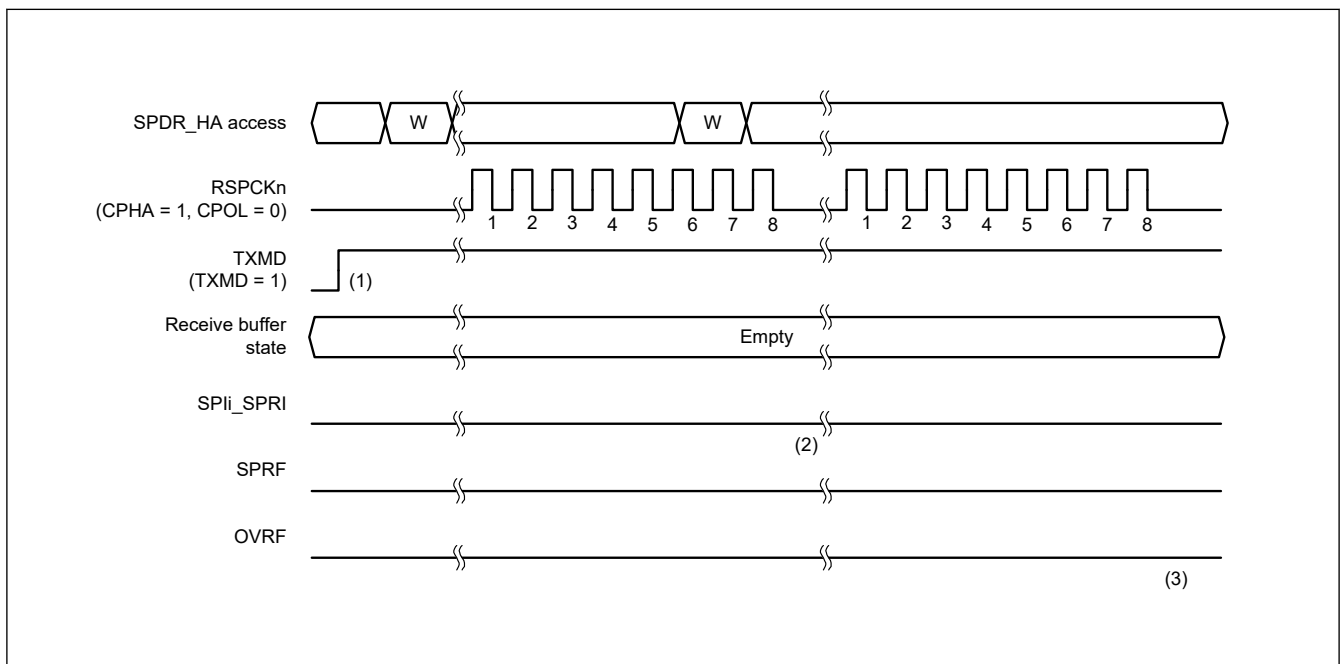 SPDR_HA access
W
W
RSPCKn
(CPHA = 1, CPOL = 0)
1 2 3 4 5 6 7 8 1 2 3 4 5 6 7 8
TXMD
(TXMD = 1)
(1)
Receive buffer
state
Empty
SPIi_SPRI
(2)
SPRF
OVRF
(3)